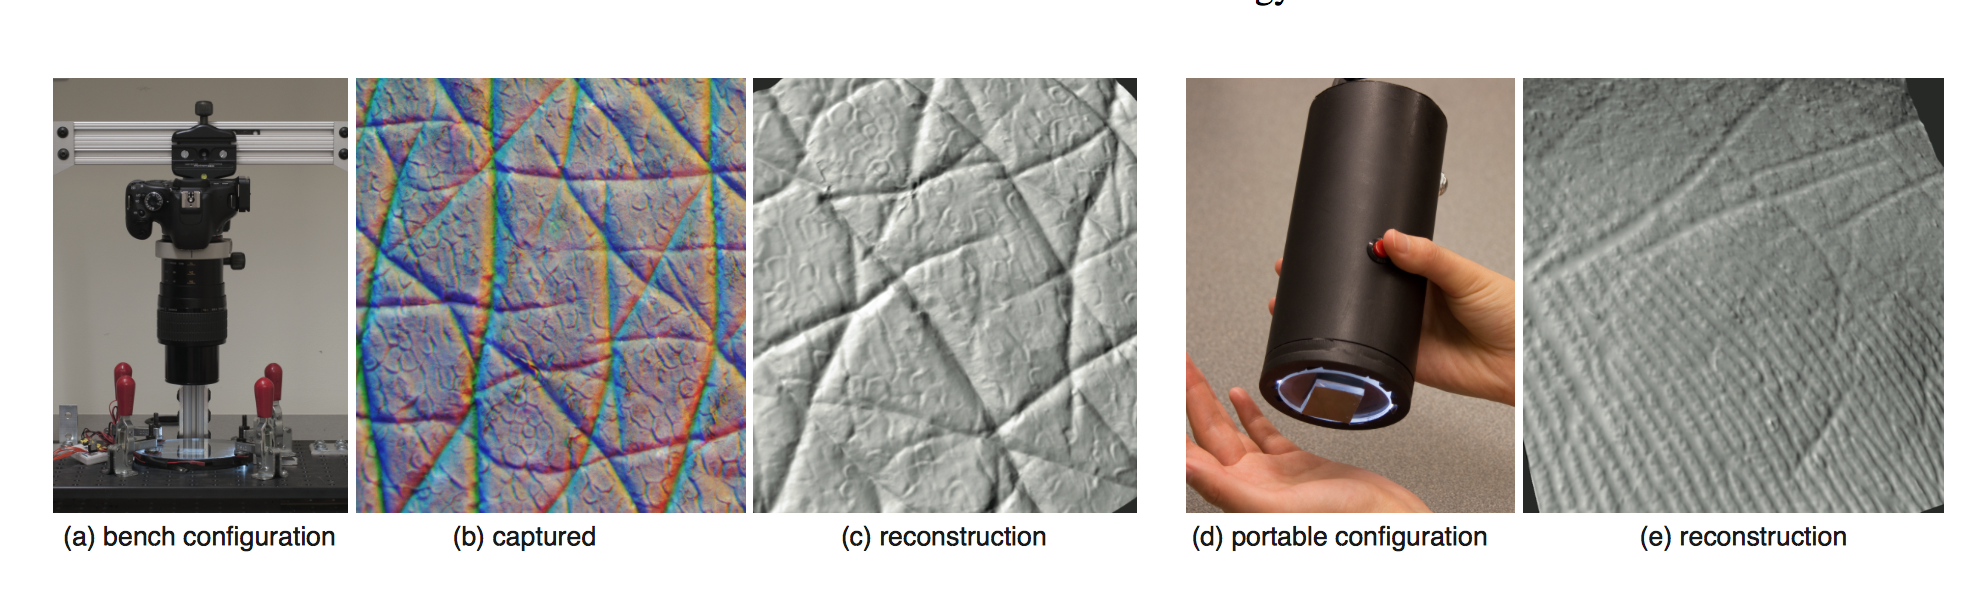 (a) bench configuration
(b) captured
(c) reconstruction
(d) portable configuration
(e) reconstruction